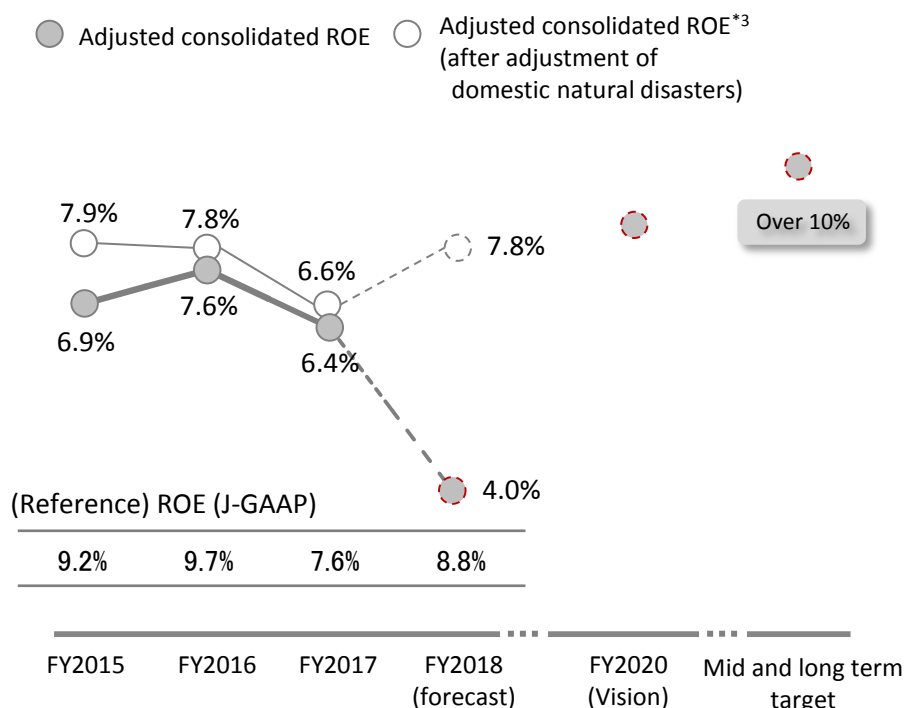 Adjusted consolidated ROE
Adjusted consolidated ROE*3
(after adjustment of
domestic natural disasters)
7.9%
7.8%
6.6%
7.8%
Over 10%
6.9%
7.6%
6.4%
4.0%
(Reference) ROE (J-GAAP)
9.2% 9.7% 7.6% 8.8%
FY2015 FY2016 FY2017 FY2018 FY2020 Mid and long term
(forecast) (Vision) target